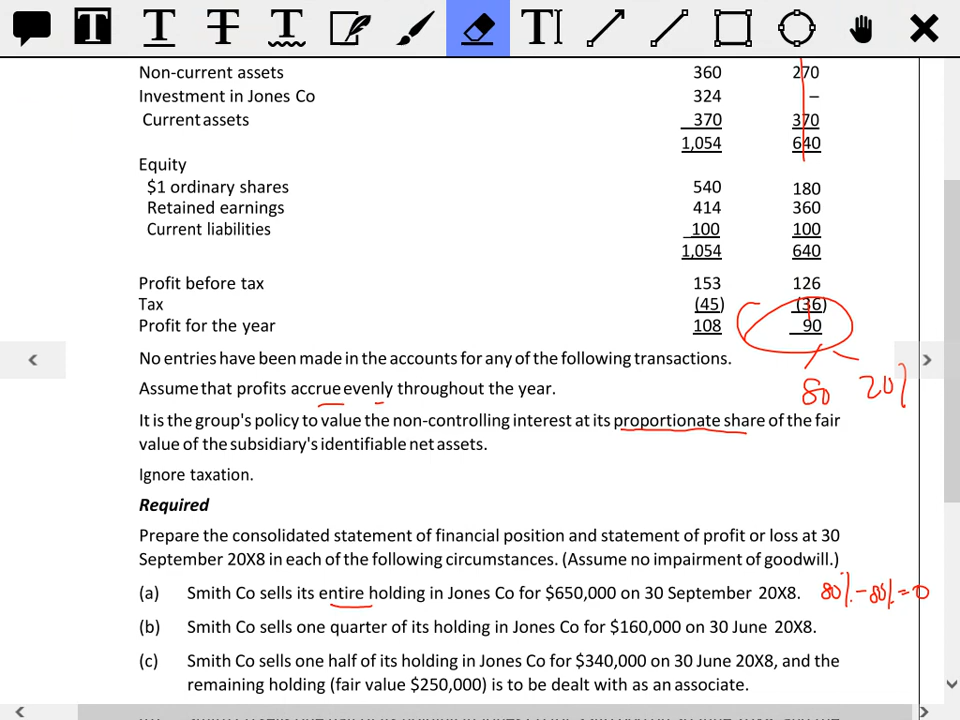 Non-current assets 360 270
Investment in Jones Co 324 –
Current assets 370 370
1,054 640
Equity
$1 ordinary shares 540 180
Retained earnings 414 360
Current liabilities 100 100
1,054 640
Profit before tax 153 126
Tax (45) (36)
Profit for the year 108 90
No entries have been made in the accounts for any of the following transactions.
Assume that profits accrue evenly throughout the year.
80 20%
It is the group's policy to value the non-controlling interest at its proportionate share of the fair
value of the subsidiary's identifiable net assets.
Ignore taxation.
Required
Prepare the consolidated statement of financial position and statement of profit or loss at 30
September 20X8 in each of the following circumstances. (Assume no impairment of goodwill.)
(a) Smith Co sells its entire holding in Jones Co for $650,000 on 30 September 20X8. 80% - 80% = 0
(b) Smith Co sells one quarter of its holding in Jones Co for $160,000 on 30 June 20X8.
(c) Smith Co sells one half of its holding in Jones Co for $340,000 on 30 June 20X8, and the
remaining holding (fair value $250,000) is to be dealt with as an associate.